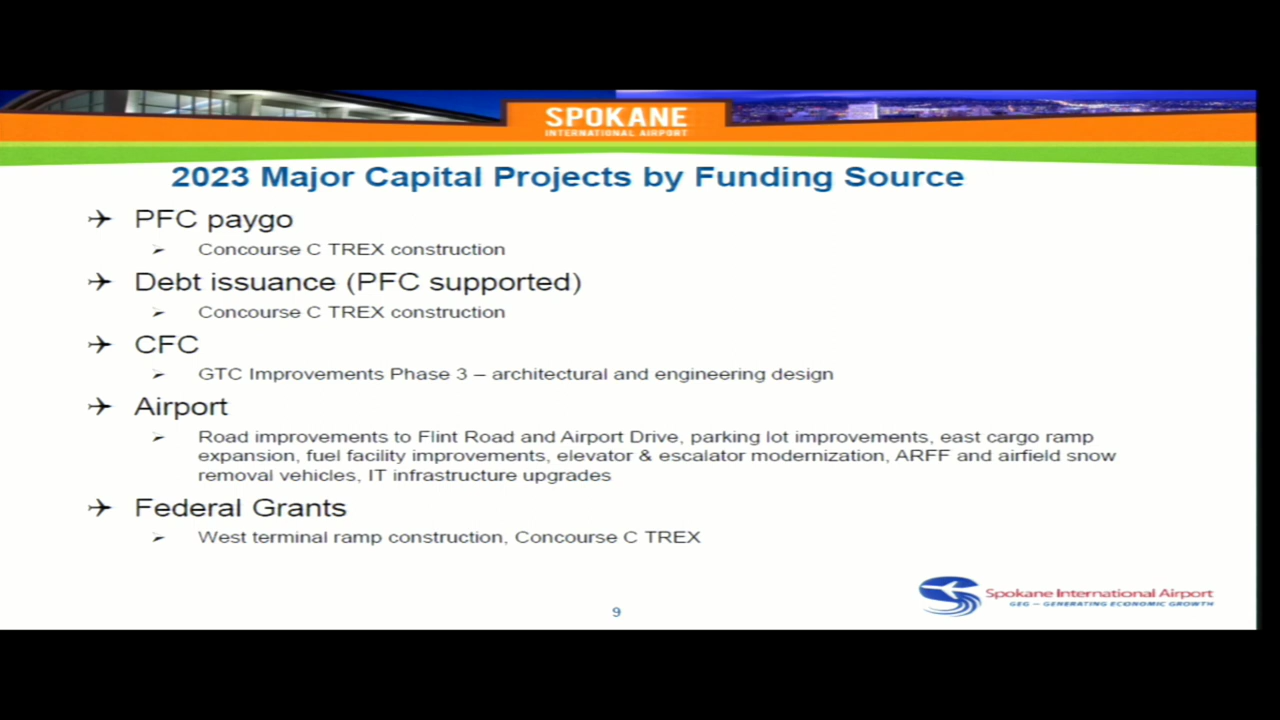 SPOKANE
INTERNATIONAL AIRPORT
2023 Major Capital Projects by Funding Source
PFC paygo
Concourse C TREX construction
Debt issuance (PFC supported)
Concourse C TREX construction
CFC
GTC Improvements Phase 3 – architectural and engineering design
Airport
Road improvements to Flint Road and Airport Drive, parking lot improvements, east cargo ramp
expansion, fuel facility improvements, elevator & escalator modernization, ARFF and airfield snow
removal vehicles, IT infrastructure upgrades
Federal Grants
West terminal ramp construction, Concourse C TREX
Spokane International Airport
GEG – GENERATING ECONOMIC GROWTH
9